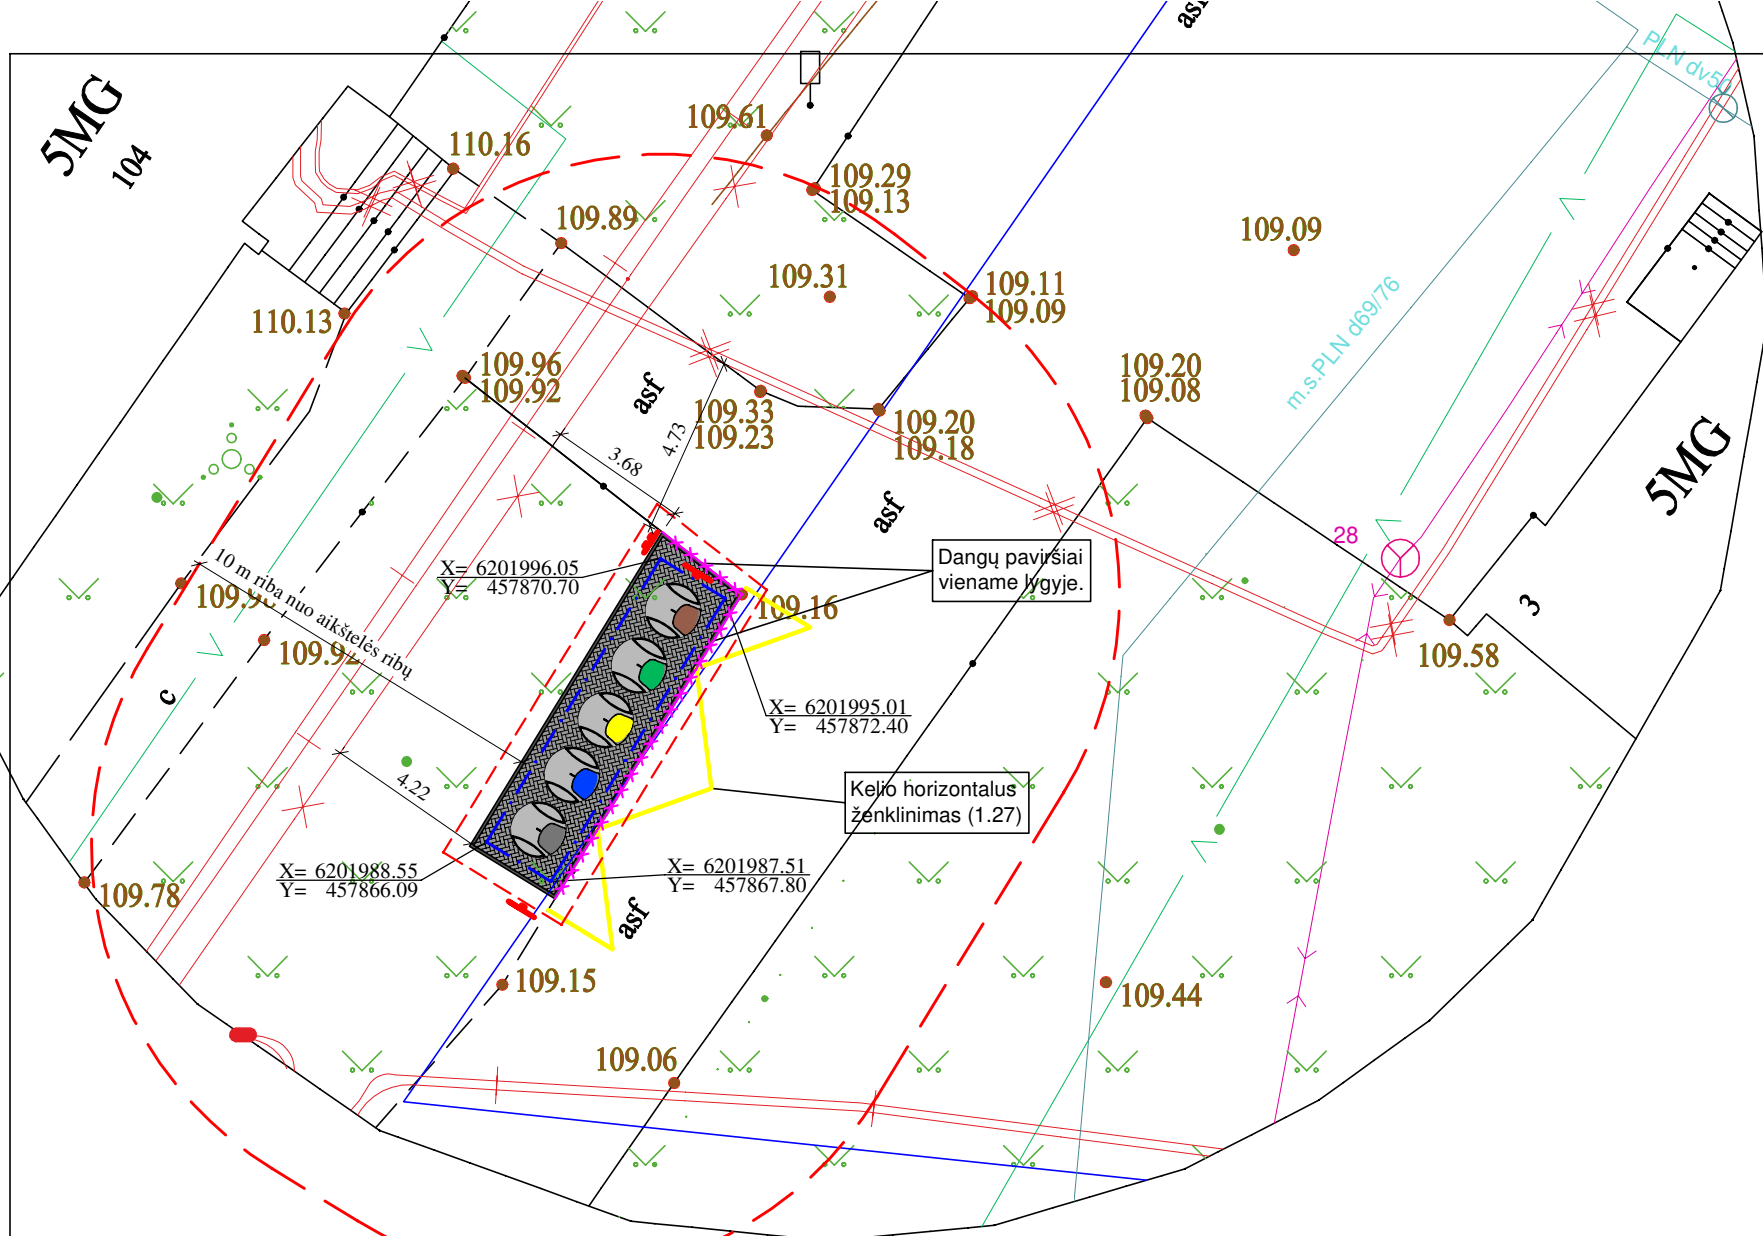 asf
PLN dv50
5MG
104
109.61
110.16
109.29
109.13
109.89
109.09
109.31
109.11
109.09
110.13
m.s.PLN d69/76
109.96
109.92
109.20
109.08
asf
109.33
109.23
109.20
109.18
4.73
3.68
5MG
asf
28
Dangų paviršiai
viename lygyje.
X= 6201996.05
Y= 457870.70
10 m riba nuo aikštelės ribų
109.16
3
109.92
109.58
c
X= 6201995.01
Y= 457872.40
4.22
Kelio horizontalus
ženklinimas (1.27)
X= 6201988.55
Y= 457866.09
X= 6201987.51
Y= 457867.80
109.78
asf
109.15
109.44
109.06